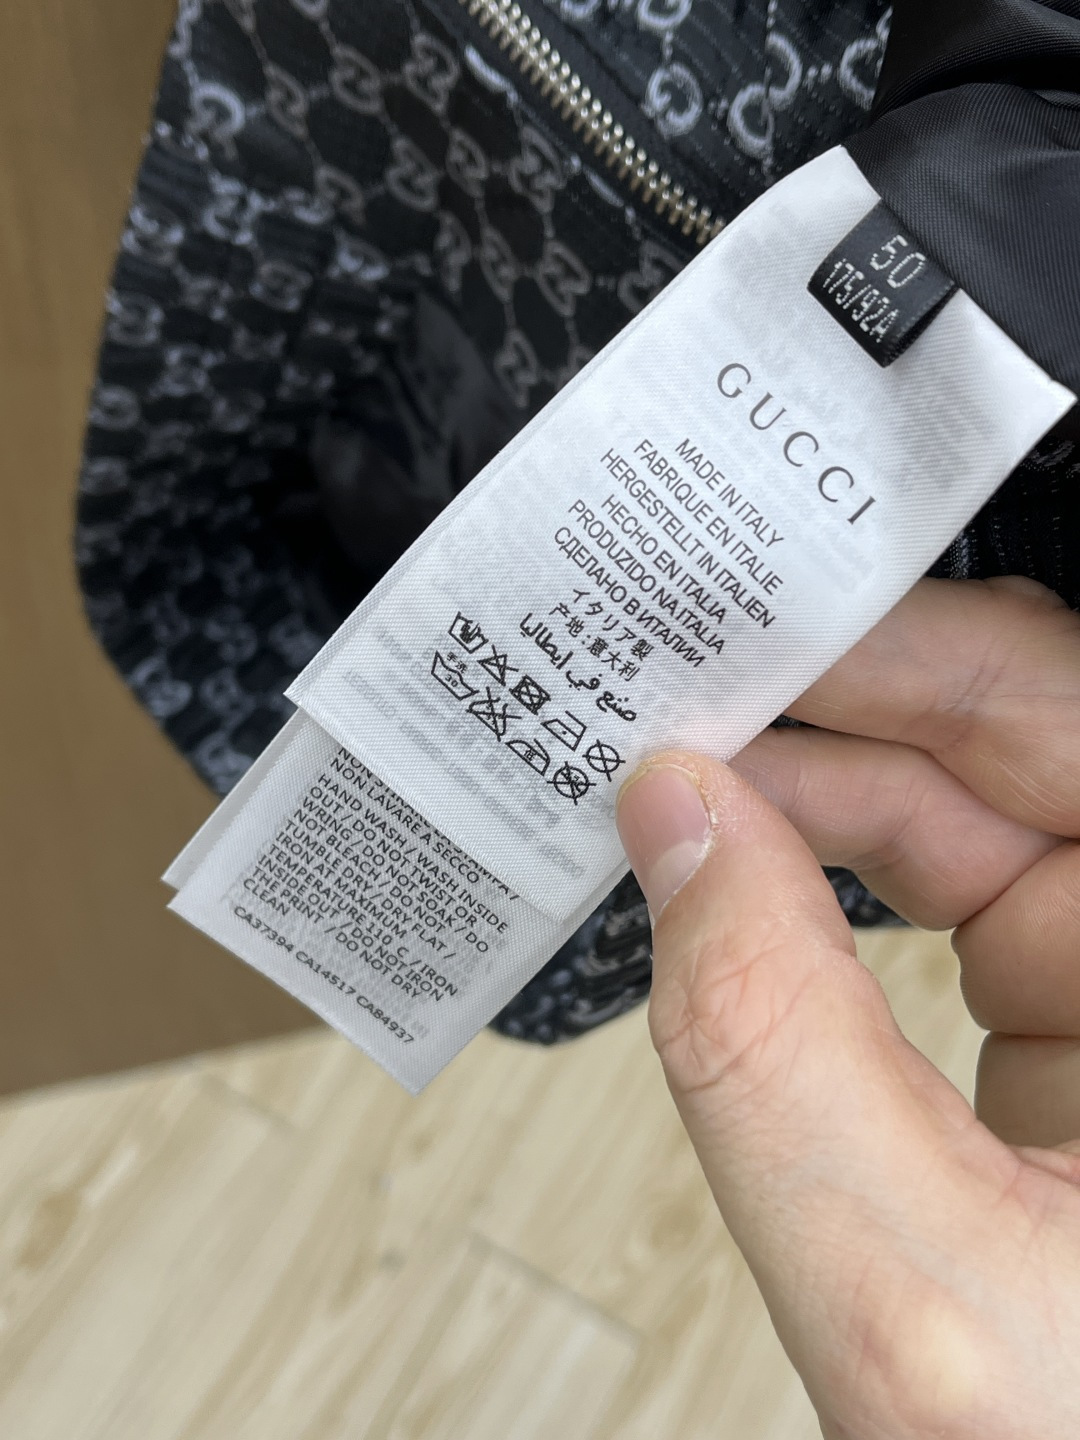 50
175/92A
GUCCI
MADE IN ITALY
FABRIQUE EN ITALIE
HERGESTELLT IN ITALIEN
HECHO EN ITALIA
PRODUZIDO NA ITALIA
СДЕЛАНО В ИТАЛИИ
イタリア製
产地:意大利
صنع في ايطاليا
手洗
30
NON LAVARE A SECCO
HAND WASH / WASH INSIDE
OUT / DO NOT TWIST OR
WRING / DO NOT SOAK / DO
NOT BLEACH / DO NOT
TUMBLE DRY / DRY FLAT /
IRON AT MAXIMUM
TEMPERATURE 110 C / IRON
INSIDE OUT / DO NOT IRON
THE PRINT / DO NOT DRY
CLEAN
CA37394 CA14517 CAB4937